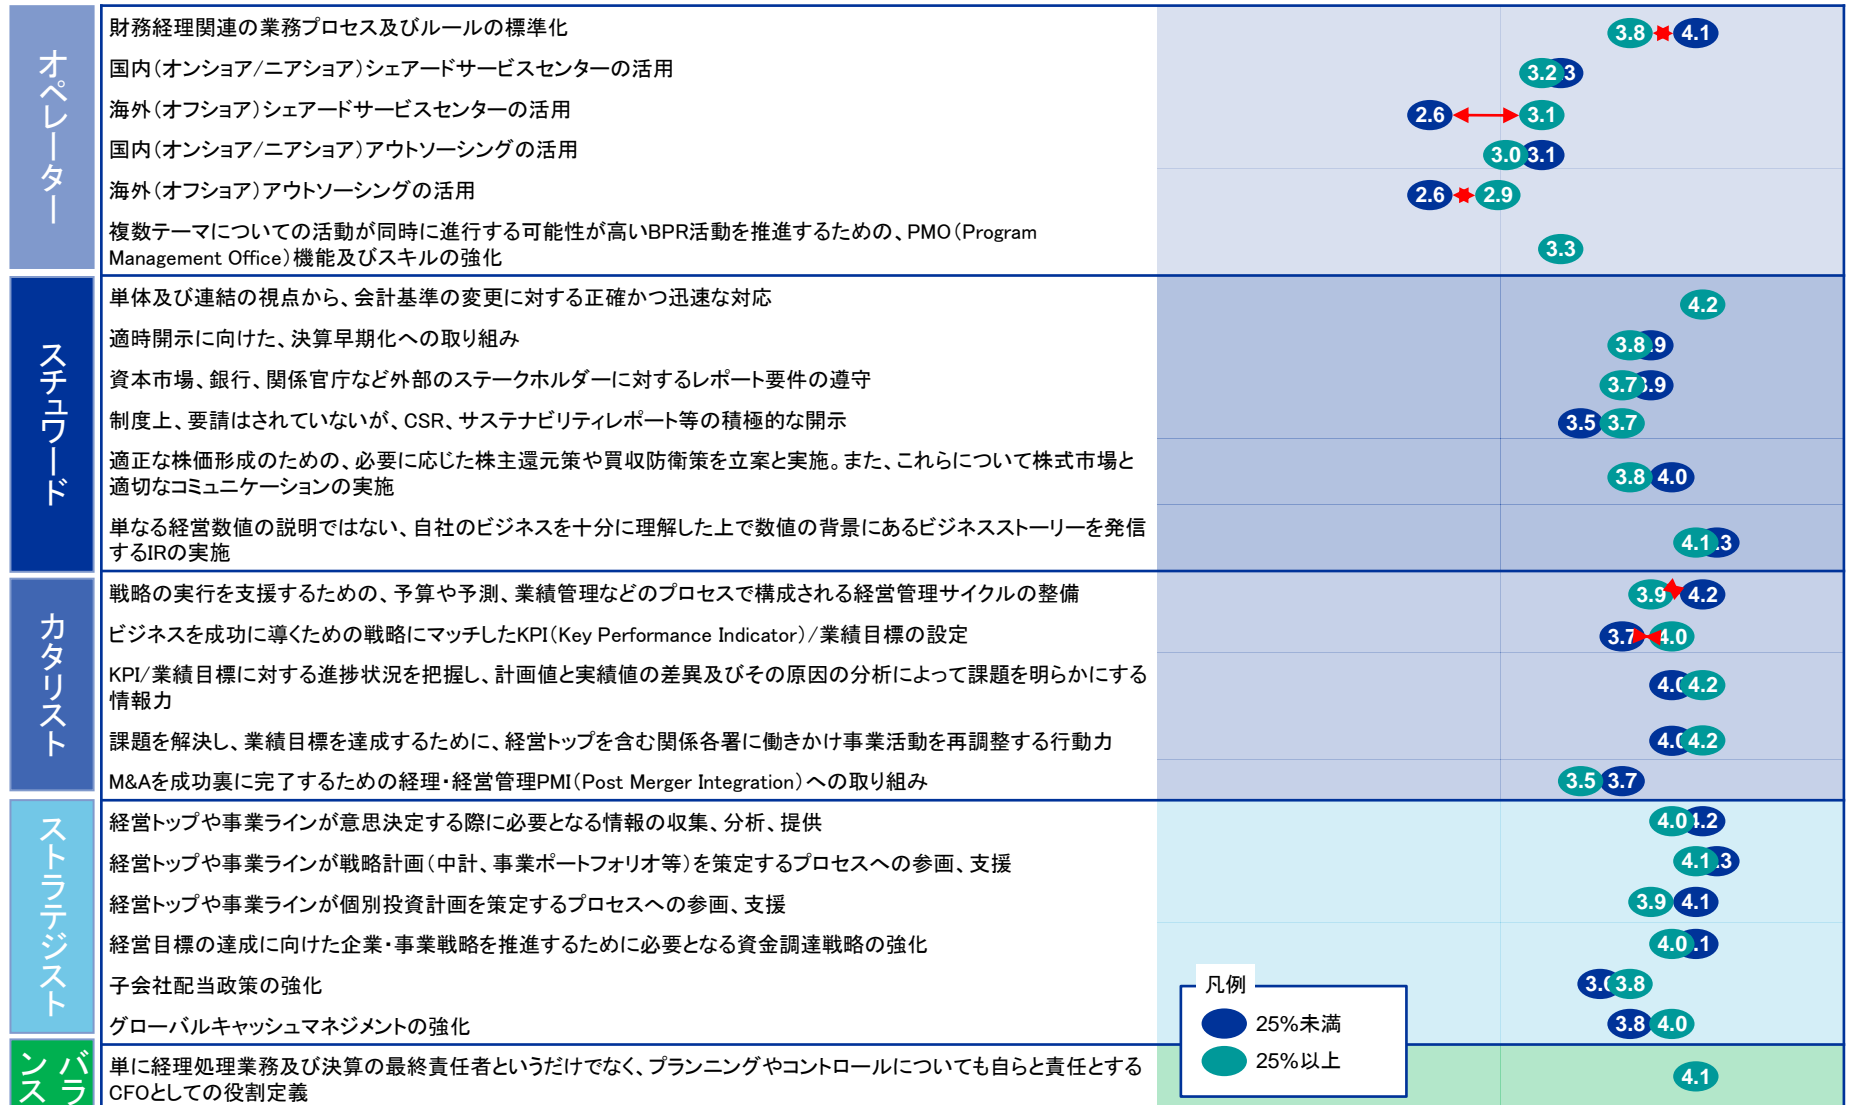 オペレーター
財務経理関連の業務プロセス及びルールの標準化
3.8 4.1
国内(オンショア/ニアショア)シェアードサービスセンターの活用
3.2 3
海外(オフショア)シェアードサービスセンターの活用
2.6 3.1
国内(オンショア/ニアショア)アウトソーシングの活用
3.0 3.1
海外(オフショア)アウトソーシングの活用
2.6 2.9
複数テーマについての活動が同時に進行する可能性が高いBPR活動を推進するための、PMO(Program
Management Office)機能及びスキルの強化
3.3
スチュワード
単体及び連結の視点から、会計基準の変更に対する正確かつ迅速な対応
4.2
適時開示に向けた、決算早期化への取り組み
3.8 .9
資本市場、銀行、関係官庁など外部のステークホルダーに対するレポート要件の遵守
3.7 .9
制度上、要請はされていないが、CSR、サステナビリティレポート等の積極的な開示
3.5 3.7
適正な株価形成のための、必要に応じた株主還元策や買収防衛策を立案と実施。また、これらについて株式市場と
適切なコミュニケーションの実施
3.8 4.0
単なる経営数値の説明ではない、自社のビジネスを十分に理解した上で数値の背景にあるビジネスストーリーを発信
するIRの実施
4.1 .3
カタリスト
戦略の実行を支援するための、予算や予測、業績管理などのプロセスで構成される経営管理サイクルの整備
3.9 4.2
ビジネスを成功に導くための戦略にマッチしたKPI(Key Performance Indicator)/業績目標の設定
3.7 4.0
KPI/業績目標に対する進捗状況を把握し、計画値と実績値の差異及びその原因の分析によって課題を明らかにする
情報力
4.0 4.2
課題を解決し、業績目標を達成するために、経営トップを含む関係各署に働きかけ事業活動を再調整する行動力
4.0 4.2
M&Aを成功裏に完了するための経理・経営管理PMI(Post Merger Integration)への取り組み
3.5 3.7
ストラテジスト
経営トップや事業ラインが意思決定する際に必要となる情報の収集、分析、提供
4.0 4.2
経営トップや事業ラインが戦略計画(中計、事業ポートフォリオ等)を策定するプロセスへの参画、支援
4.1 .3
経営トップや事業ラインが個別投資計画を策定するプロセスへの参画、支援
3.9 4.1
経営目標の達成に向けた企業・事業戦略を推進するために必要となる資金調達戦略の強化
4.0 .1
子会社配当政策の強化
3. 3.8
グローバルキャッシュマネジメントの強化
3.8 4.0
凡例
25%未満
25%以上
バラ
ンス
単に経理処理業務及び決算の最終責任者というだけでなく、プランニングやコントロールについても自らと責任とする
CFOとしての役割定義
4.1